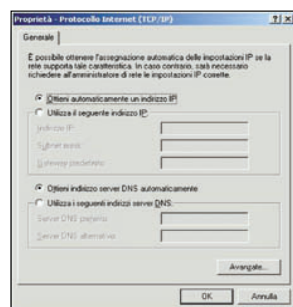 Proprietà - Protocollo Internet (TCP/IP)
Generale
È possibile ottenere l'assegnazione automatica delle impostazioni IP se la
rete supporta tale caratteristica. In caso contrario, sarà necessario
richiedere all'amministratore di rete le impostazioni IP corrette.
Ottieni automaticamente un indirizzo IP
Utilizza il seguente indirizzo IP:
Indirizzo IP:
Subnet mask:
Gateway predefinito:
Ottieni indirizzo server DNS automaticamente
Utilizza i seguenti indirizzi server DNS:
Server DNS preferito:
Server DNS alternativo:
Avanzate...
OK Annulla